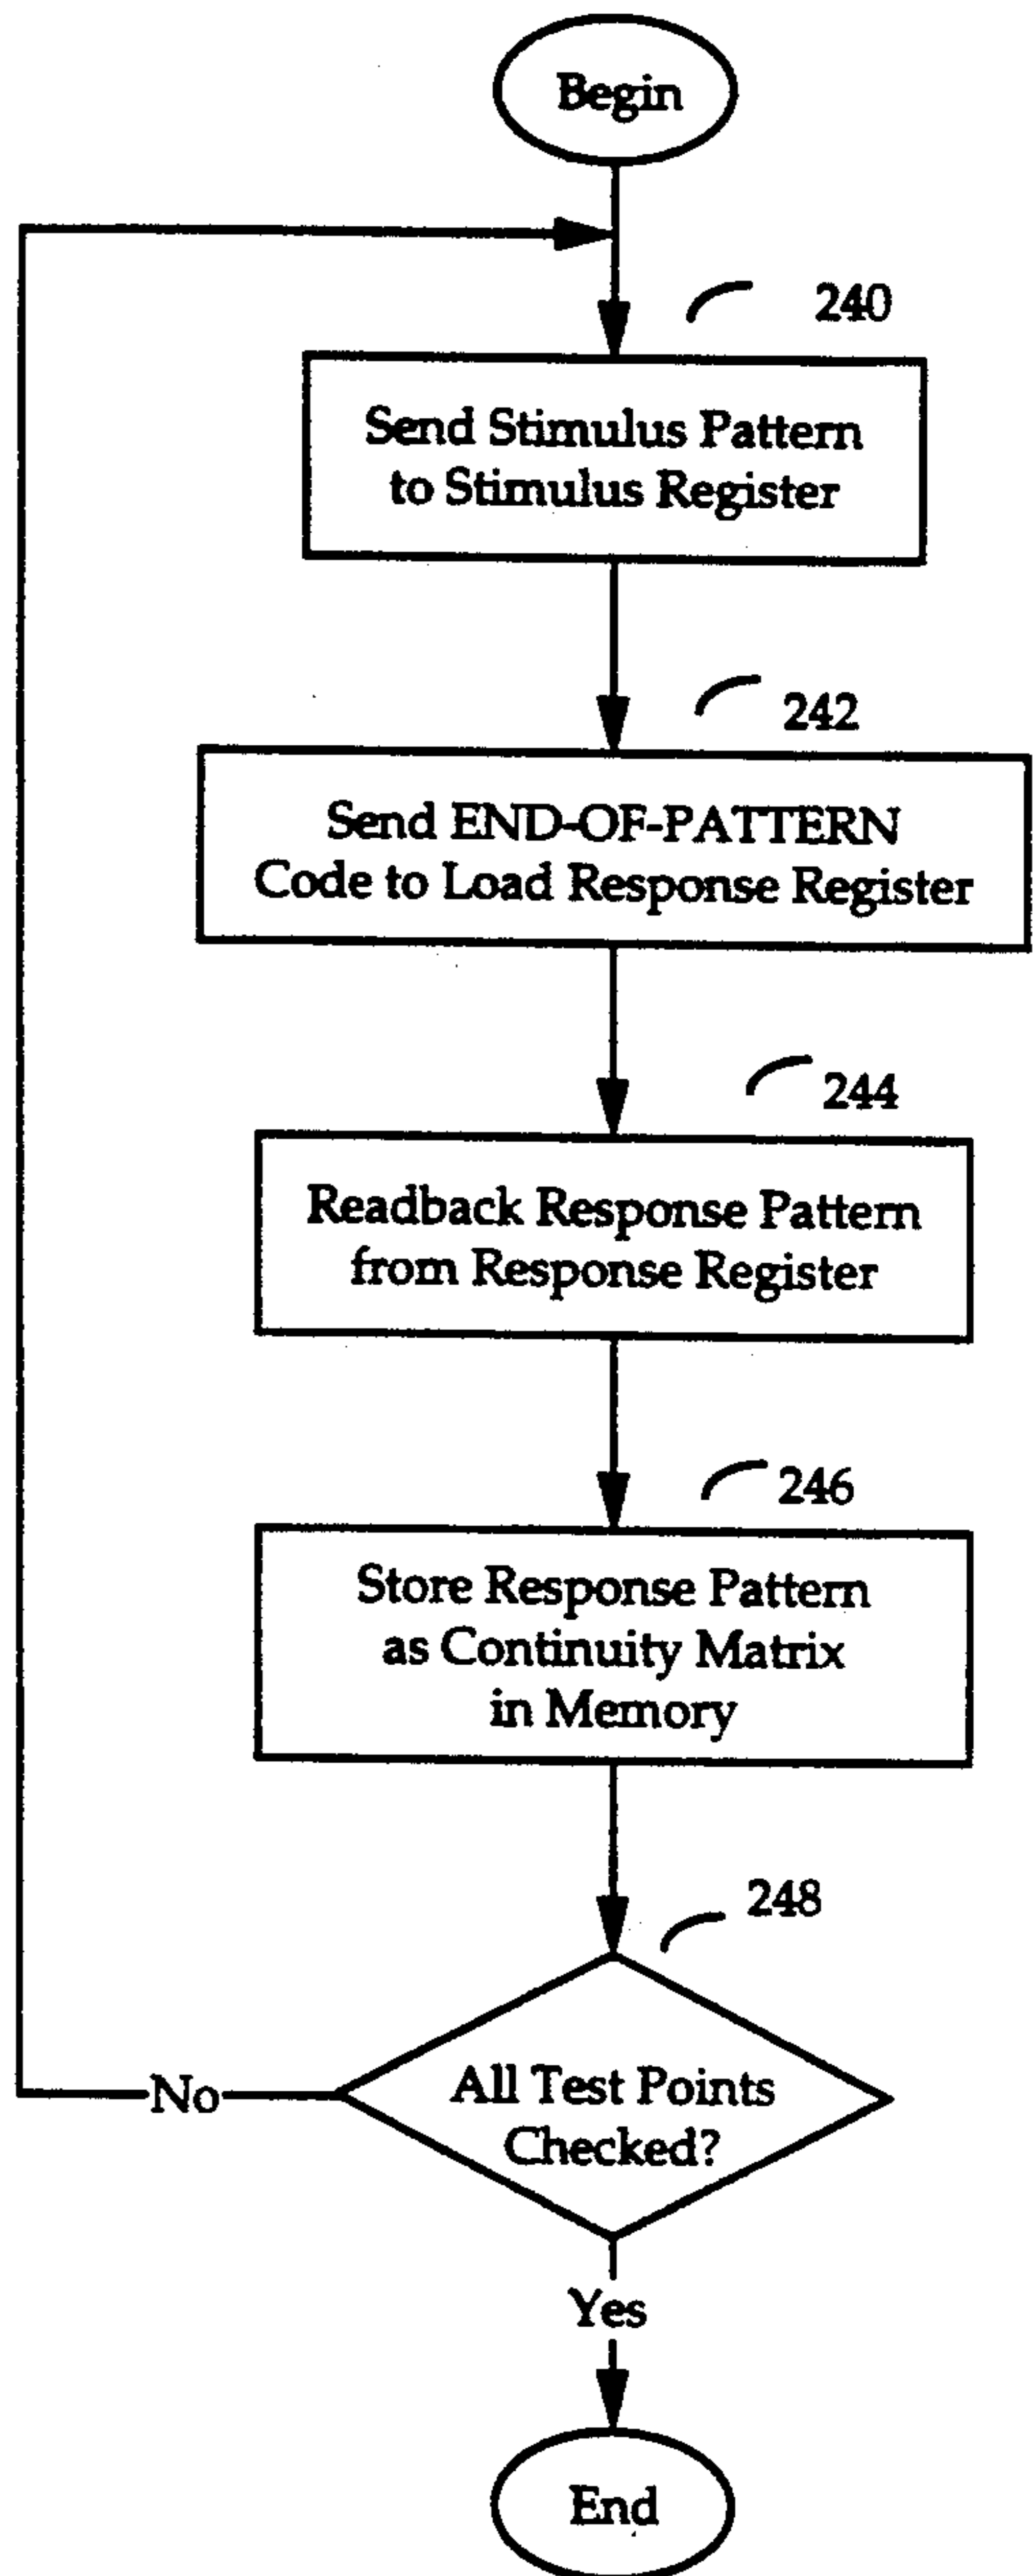 Begin
240
Send Stimulus Pattern
to Stimulus Register
242
Send END-OF-PATTERN
Code to Load Response Register
244
Readback Response Pattern
from Response Register
246
Store Response Pattern
as Continuity Matrix
in Memory
248
All Test Points
Checked?
No
Yes
End